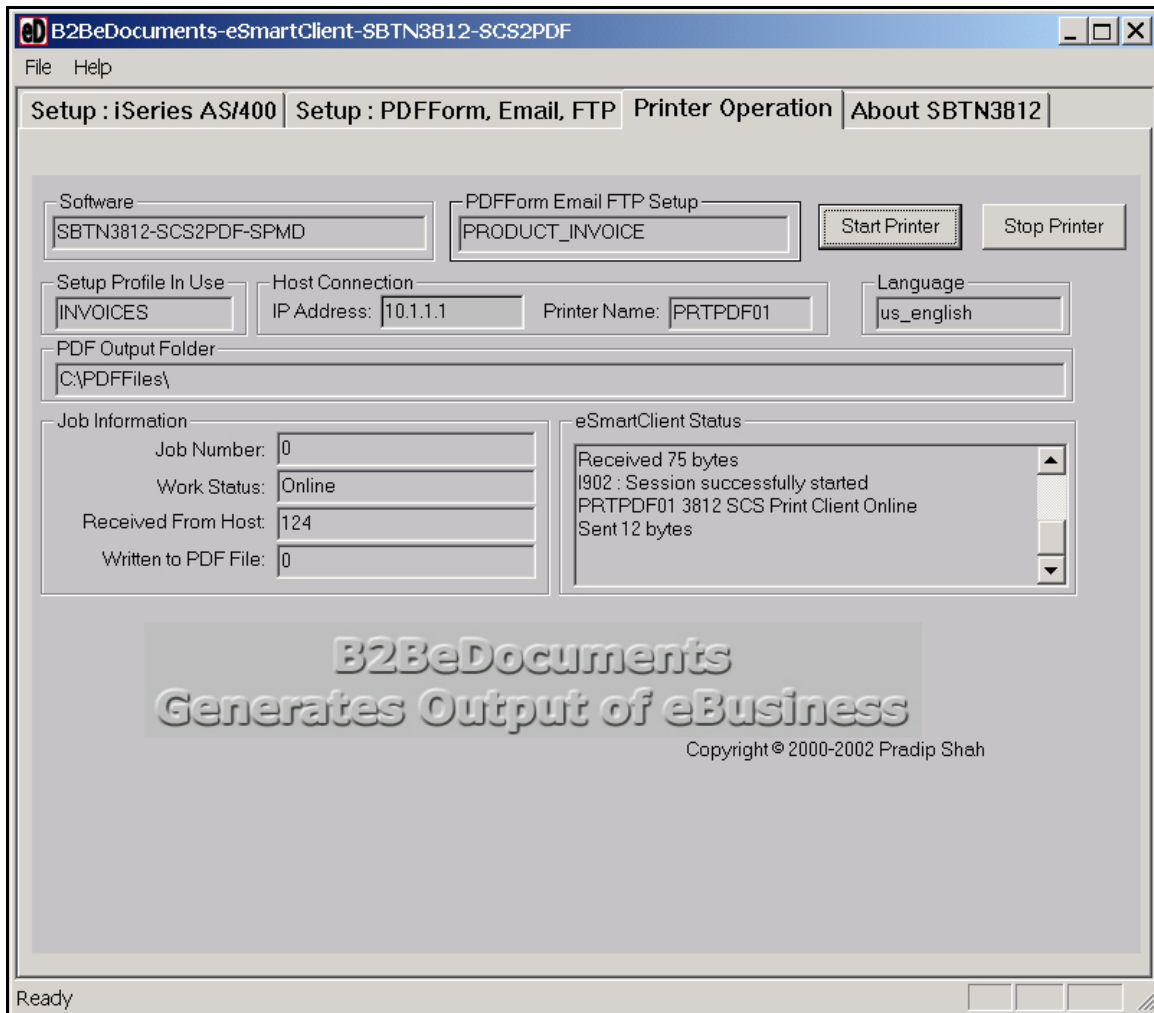 eD B2BeDocuments-eSmartClient-SBTN3812-SCS2PDF
File Help
Setup : iSeries AS/400 Setup : PDFForm, Email, FTP Printer Operation About SBTN3812
Software
SBTN3812-SCS2PDF-SPMD
PDFForm Email FTP Setup
PRODUCT_INVOICE
Start Printer Stop Printer
Setup Profile In Use
INVOICES
Host Connection
IP Address: 10.1.1.1 Printer Name: PRTPDF01
Language
us_english
PDF Output Folder
C:\PDFFiles\
Job Information
Job Number: 0
Work Status: Online
Received From Host: 124
Written to PDF File: 0
eSmartClient Status
Received 75 bytes
I902 : Session successfully started
PRTPDF01 3812 SCS Print Client Online
Sent 12 bytes
B2BeDocuments
Generates Output of eBusiness
Copyright © 2000-2002 Pradip Shah
Ready